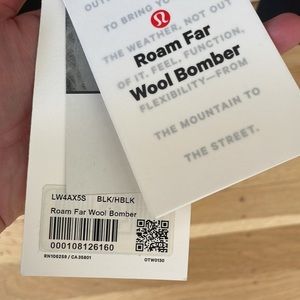 TO BRING YOU
THE WEATHER, NOT OUT
OF IT. FEEL, FUNCTION,
FLEXIBILITY—FROM
Roam Far
Wool Bomber
THE MOUNTAIN TO
THE STREET.
LW4AX5S BLK/HBLK
Roam Far Wool Bomber
000108126160
RN106259 / CA35801
OTW0130